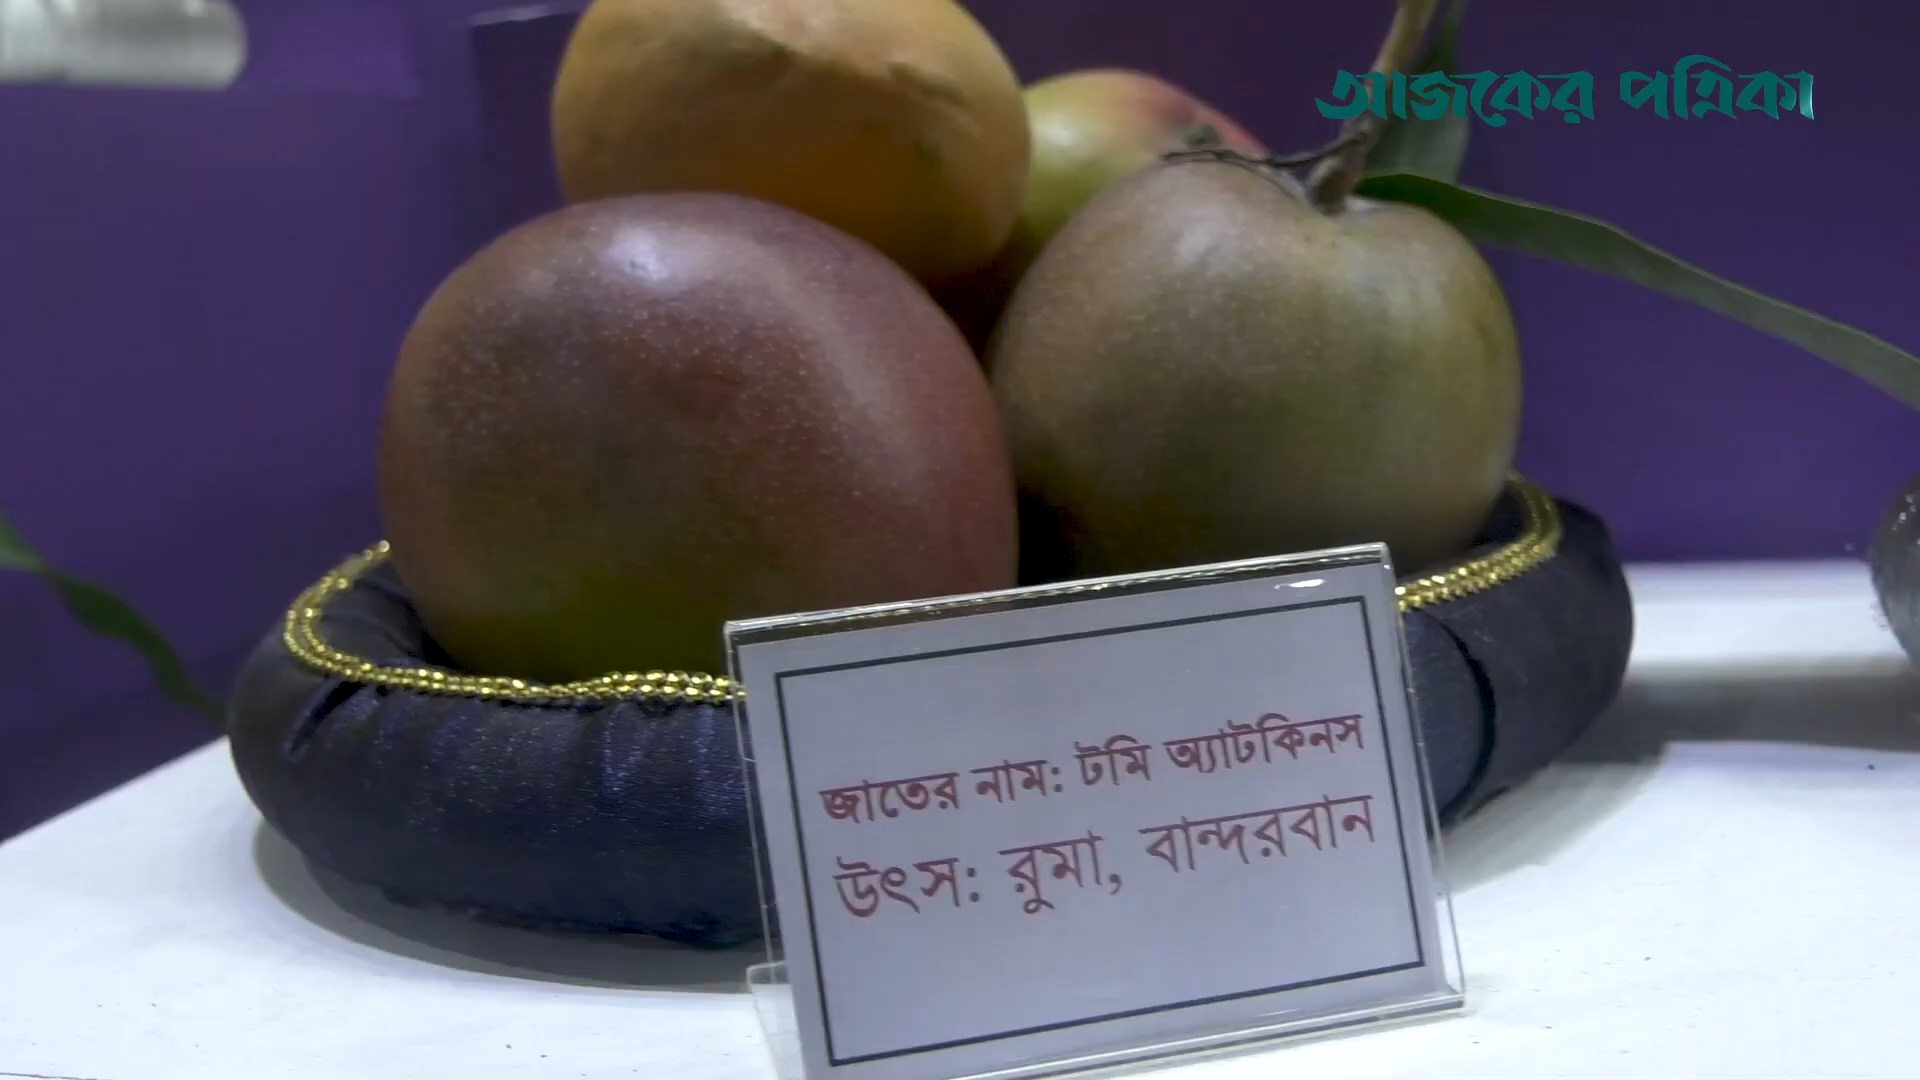 আজকের পত্রিকা
জাতের নাম: টমি অ্যাটকিনস
উৎস: রুমা, বান্দরবান